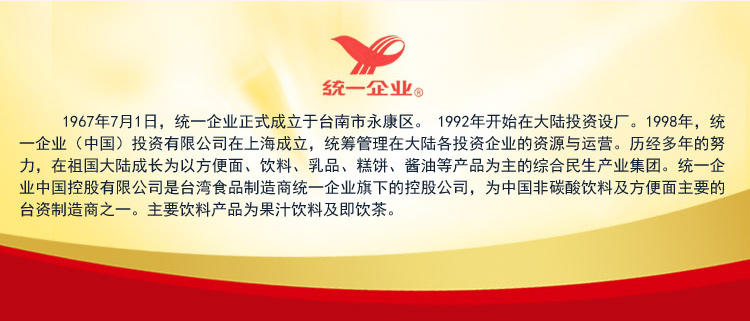 统一企业®
1967年7月1日，统一企业正式成立于台南市永康区。 1992年开始在大陆投资设厂。1998年，统
一企业（中国）投资有限公司在上海成立，统筹管理在大陆各投资企业的资源与运营。历经多年的努
力，在祖国大陆成长为以方便面、饮料、乳品、糕饼、酱油等产品为主的综合民生产业集团。统一企
业中国控股有限公司是台湾食品制造商统一企业旗下的控股公司，为中国非碳酸饮料及方便面主要的
台资制造商之一。主要饮料产品为果汁饮料及即饮茶。